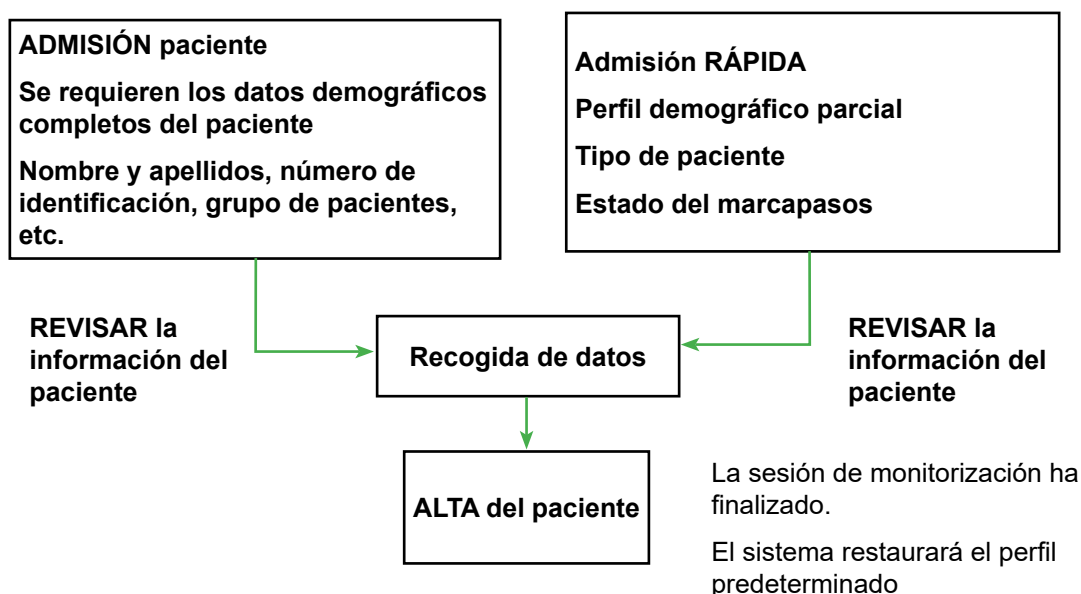 ADMISIÓN paciente
Se requieren los datos demográficos
completos del paciente
Nombre y apellidos, número de
identificación, grupo de pacientes,
etc.
Admisión RÁPIDA
Perfil demográfico parcial
Tipo de paciente
Estado del marcapasos
REVISAR la
información del
paciente
Recogida de datos
REVISAR la
información del
paciente
ALTA del paciente
La sesión de monitorización ha
finalizado.
El sistema restaurará el perfil
predeterminado